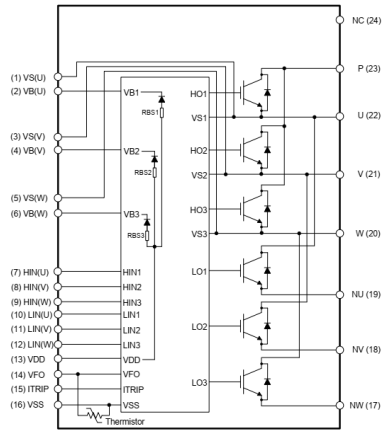 NC (24)
P (23)
U (22)
V (21)
W (20)
NU (19)
NV (18)
NW (17)
(1) VS(U)
(2) VB(U)
(3) VS(V)
(4) VB(V)
(5) VS(W)
(6) VB(W)
(7) HIN(U)
(8) HIN(V)
(9) HIN(W)
(10) LIN(U)
(11) LIN(V)
(12) LIN(W)
(13) VDD
(14) VFO
(15) ITRIP
(16) VSS
VB1
RBS1
VB2
RBS2
VB3
RBS3
HIN1
HIN2
HIN3
LIN1
LIN2
LIN3
VDD
VFO
ITRIP
VSS
Thermistor
HO1
VS1
HO2
VS2
HO3
VS3
LO1
LO2
LO3